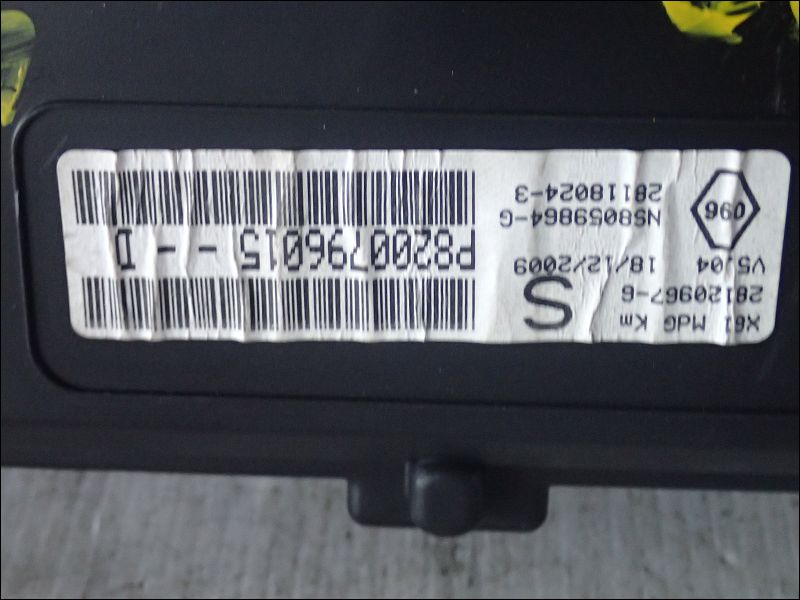 X61 MdG Km
28120967-6
S
V5.04 18/12/2009
P8200796015 - - D
NS8059864-G
28118024-3
096